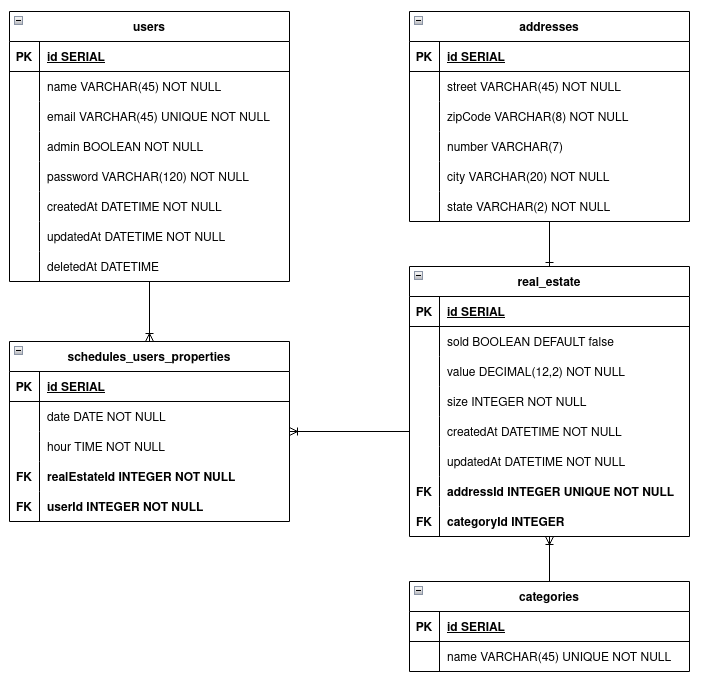 users
PK id SERIAL
name VARCHAR(45) NOT NULL
email VARCHAR(45) UNIQUE NOT NULL
admin BOOLEAN NOT NULL
password VARCHAR(120) NOT NULL
createdAt DATETIME NOT NULL
updatedAt DATETIME NOT NULL
deletedAt DATETIME
addresses
PK id SERIAL
street VARCHAR(45) NOT NULL
zipCode VARCHAR(8) NOT NULL
number VARCHAR(7)
city VARCHAR(20) NOT NULL
state VARCHAR(2) NOT NULL
schedules_users_properties
PK id SERIAL
date DATE NOT NULL
hour TIME NOT NULL
FK realEstateId INTEGER NOT NULL
FK userId INTEGER NOT NULL
real_estate
PK id SERIAL
sold BOOLEAN DEFAULT false
value DECIMAL(12,2) NOT NULL
size INTEGER NOT NULL
createdAt DATETIME NOT NULL
updatedAt DATETIME NOT NULL
FK addressId INTEGER UNIQUE NOT NULL
FK categoryId INTEGER
categories
PK id SERIAL
name VARCHAR(45) UNIQUE NOT NULL